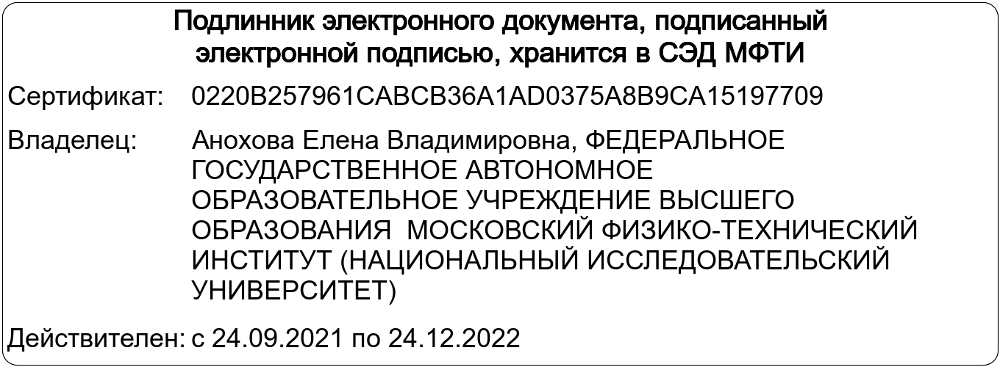 Подлинник электронного документа, подписанный
электронной подписью, хранится в СЭД МФТИ
Сертификат: 0220B257961CABCB36A1AD0375A8B9CA15197709
Владелец: Анохова Елена Владимировна, ФЕДЕРАЛЬНОЕ
ГОСУДАРСТВЕННОЕ АВТОНОМНОЕ
ОБРАЗОВАТЕЛЬНОЕ УЧРЕЖДЕНИЕ ВЫСШЕГО
ОБРАЗОВАНИЯ МОСКОВСКИЙ ФИЗИКО-ТЕХНИЧЕСКИЙ
ИНСТИТУТ (НАЦИОНАЛЬНЫЙ ИССЛЕДОВАТЕЛЬСКИЙ
УНИВЕРСИТЕТ)
Действителен: с 24.09.2021 по 24.12.2022